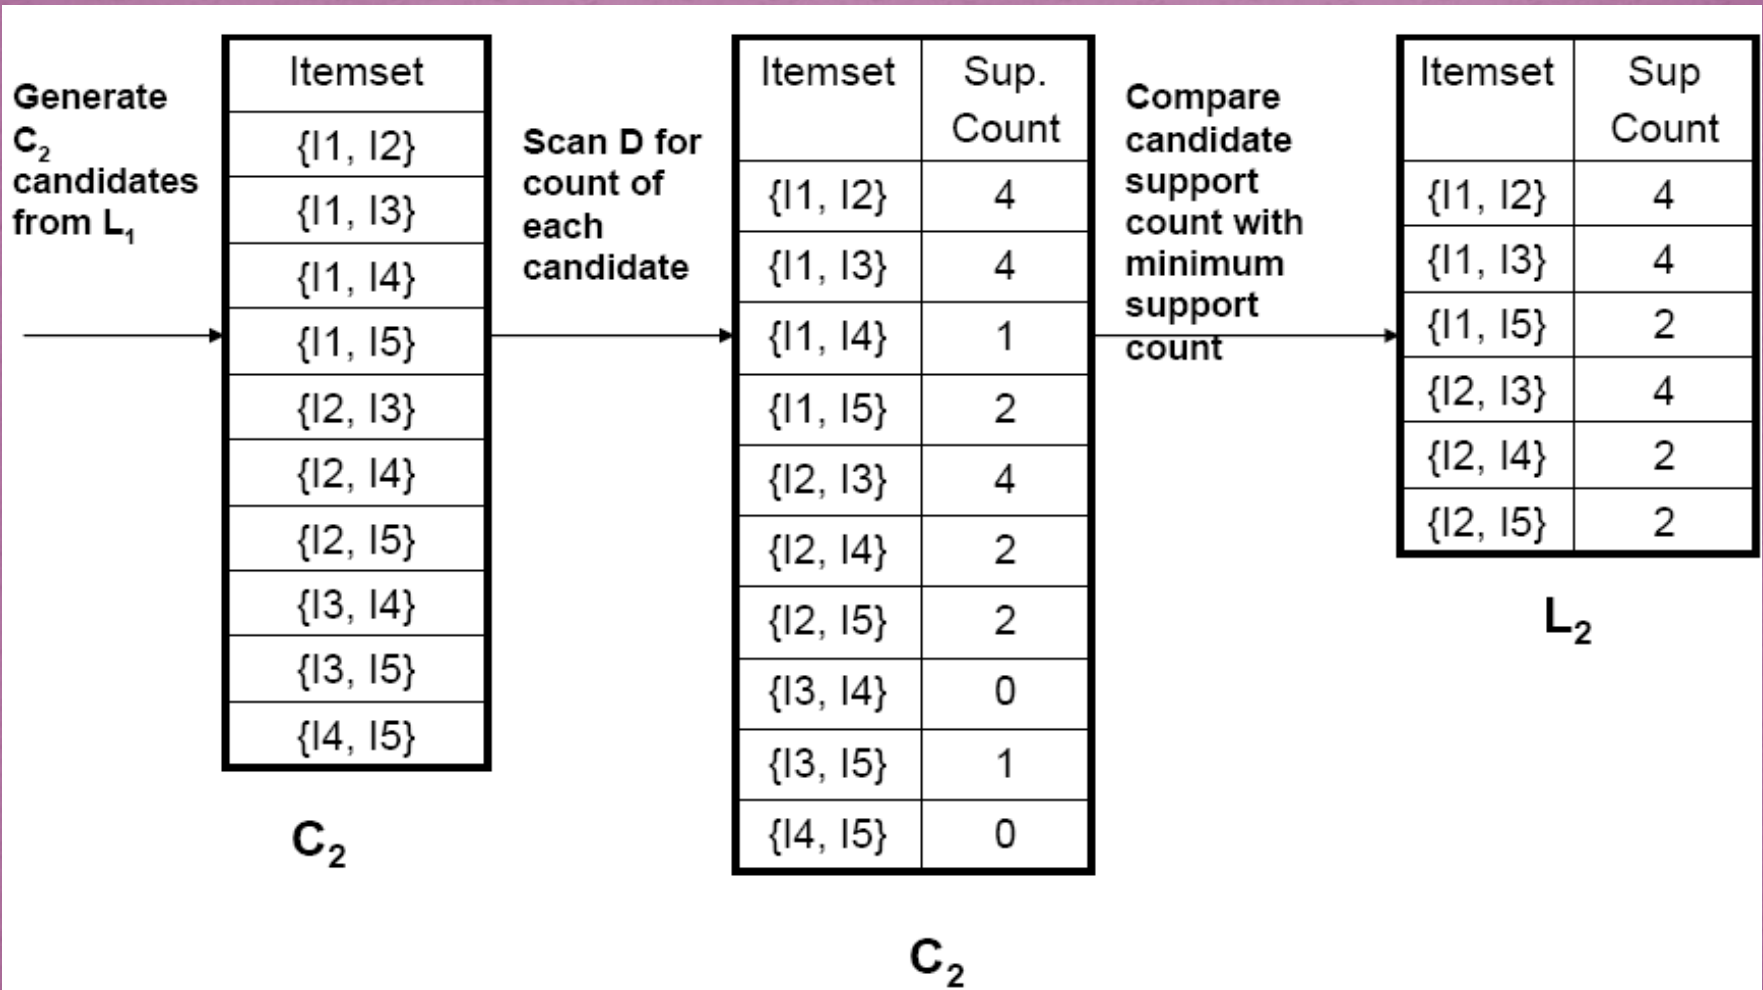 Generate
C2
candidates
from L1
Itemset
{I1, I2}
{I1, I3}
{I1, I4}
{I1, I5}
{I2, I3}
{I2, I4}
{I2, I5}
{I3, I4}
{I3, I5}
{I4, I5}
C2
Scan D for
count of
each
candidate
Itemset Sup.
Count
{I1, I2} 4
{I1, I3} 4
{I1, I4} 1
{I1, I5} 2
{I2, I3} 4
{I2, I4} 2
{I2, I5} 2
{I3, I4} 0
{I3, I5} 1
{I4, I5} 0
C2
Compare
candidate
support
count with
minimum
support
count
Itemset Sup
Count
{I1, I2} 4
{I1, I3} 4
{I1, I5} 2
{I2, I3} 4
{I2, I4} 2
{I2, I5} 2
L2